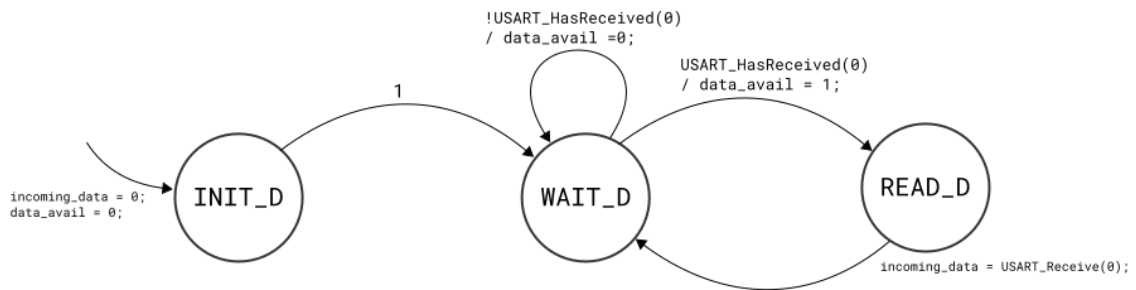 !USART_HasReceived(0)
/ data_avail =0;
USART_HasReceived(0)
/ data_avail = 1;
1
incoming_data = 0;
data_avail = 0;
INIT_D
WAIT_D
READ_D
incoming_data = USART_Receive(0);